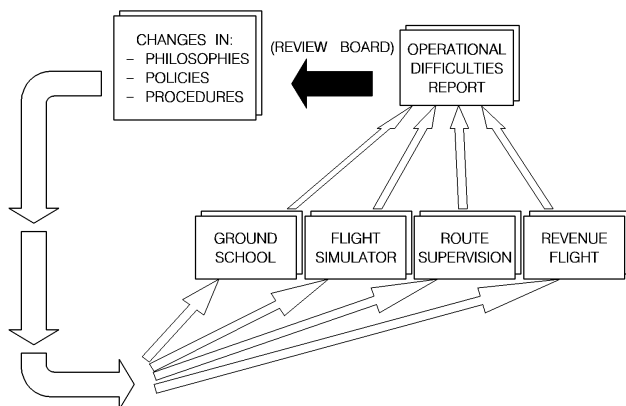 CHANGES IN:
– PHILOSOPHIES
– POLICIES
– PROCEDURES
(REVIEW BOARD)
OPERATIONAL
DIFFICULTIES
REPORT
GROUND
SCHOOL
FLIGHT
SIMULATOR
ROUTE
SUPERVISION
REVENUE
FLIGHT